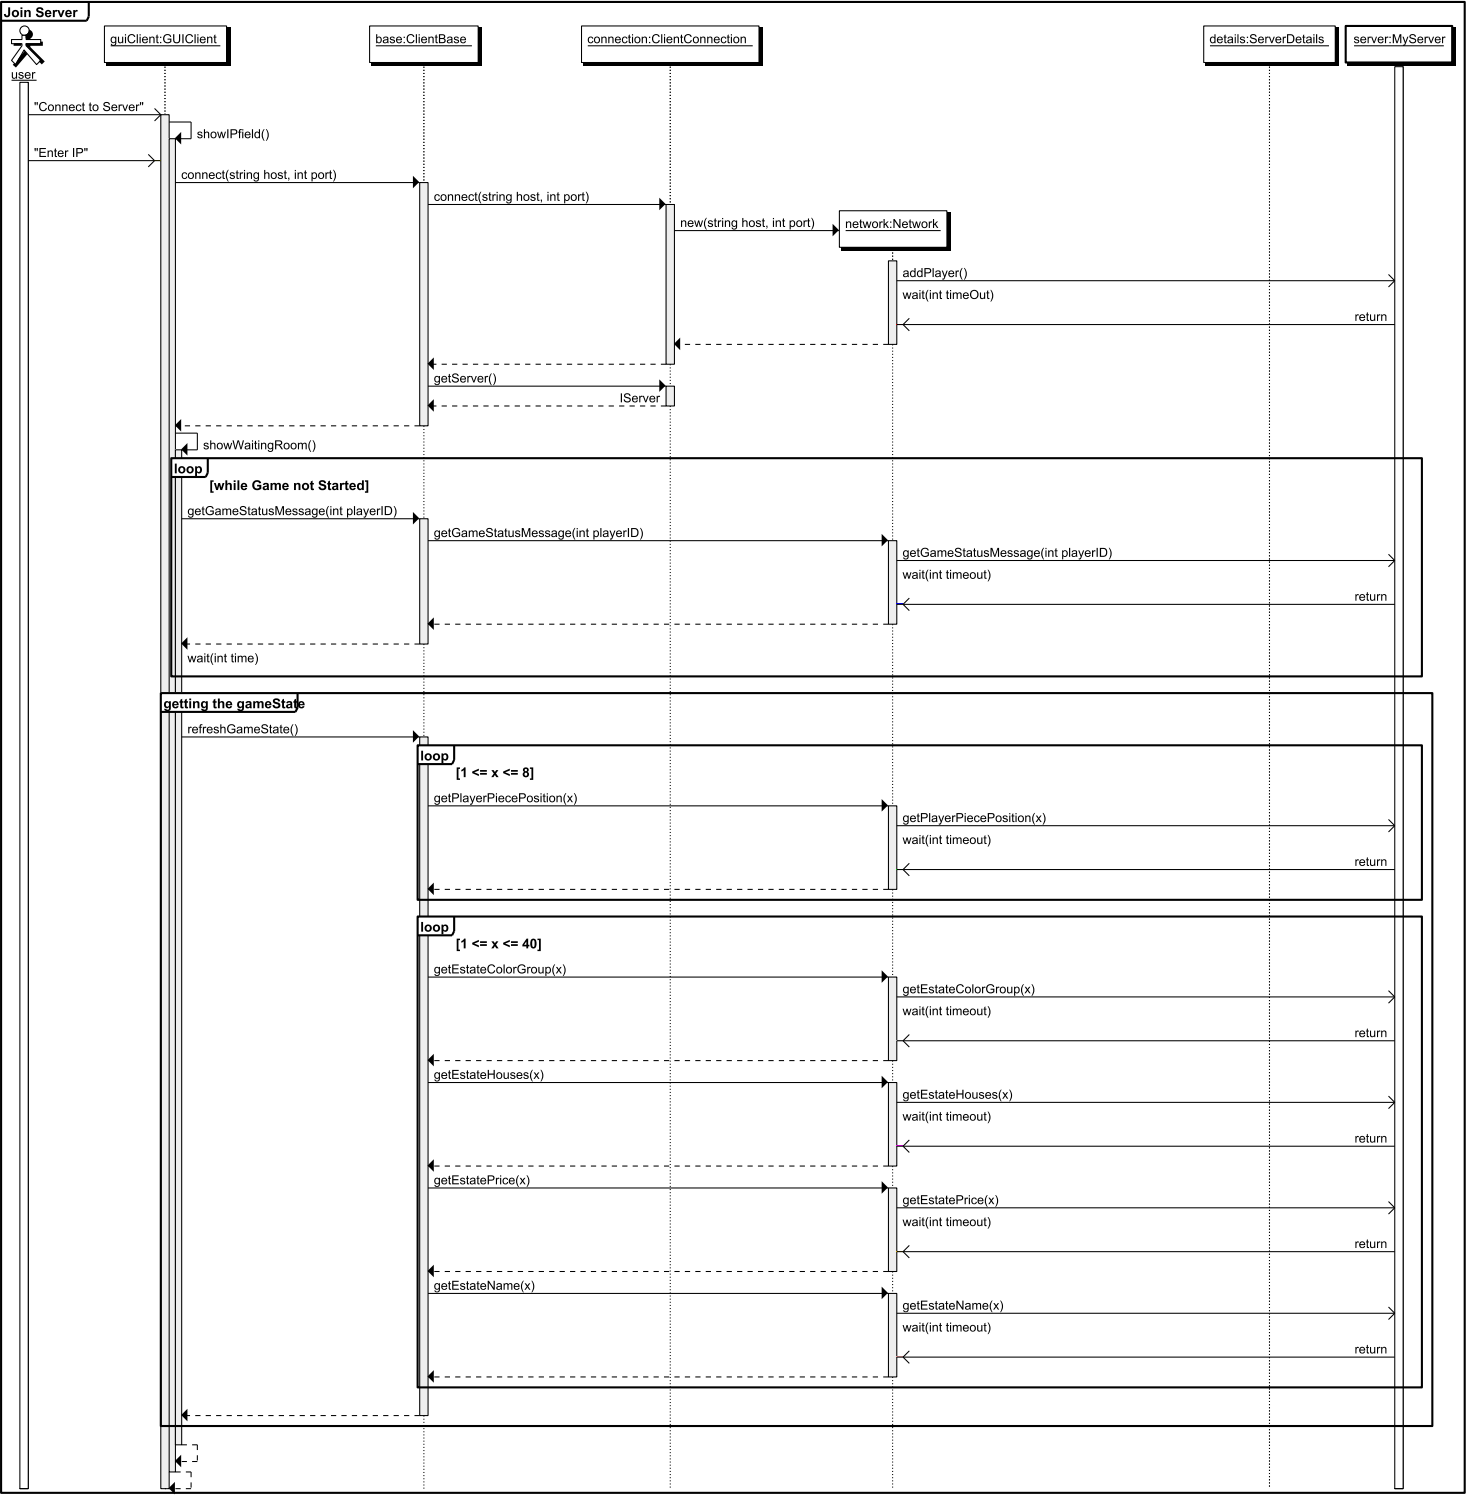 Join Server
guiClient:GUIClient
base:ClientBase
connection:ClientConnection
details:ServerDetails
server:MyServer
user
"Connect to Server"
showIPfield()
"Enter IP"
connect(string host, int port)
connect(string host, int port)
new(string host, int port)
network:Network
addPlayer()
wait(int timeOut)
return
getServer()
IServer
showWaitingRoom()
loop
[while Game not Started]
getGameStatusMessage(int playerID)
getGameStatusMessage(int playerID)
getGameStatusMessage(int playerID)
wait(int timeout)
return
wait(int time)
getting the gameState
refreshGameState()
loop
[1 <= x <= 8]
getPlayerPiecePosition(x)
getPlayerPiecePosition(x)
wait(int timeout)
return
loop
[1 <= x <= 40]
getEstateColorGroup(x)
getEstateColorGroup(x)
wait(int timeout)
return
getEstateHouses(x)
getEstateHouses(x)
wait(int timeout)
return
getEstatePrice(x)
getEstatePrice(x)
wait(int timeout)
return
getEstateName(x)
getEstateName(x)
wait(int timeout)
return